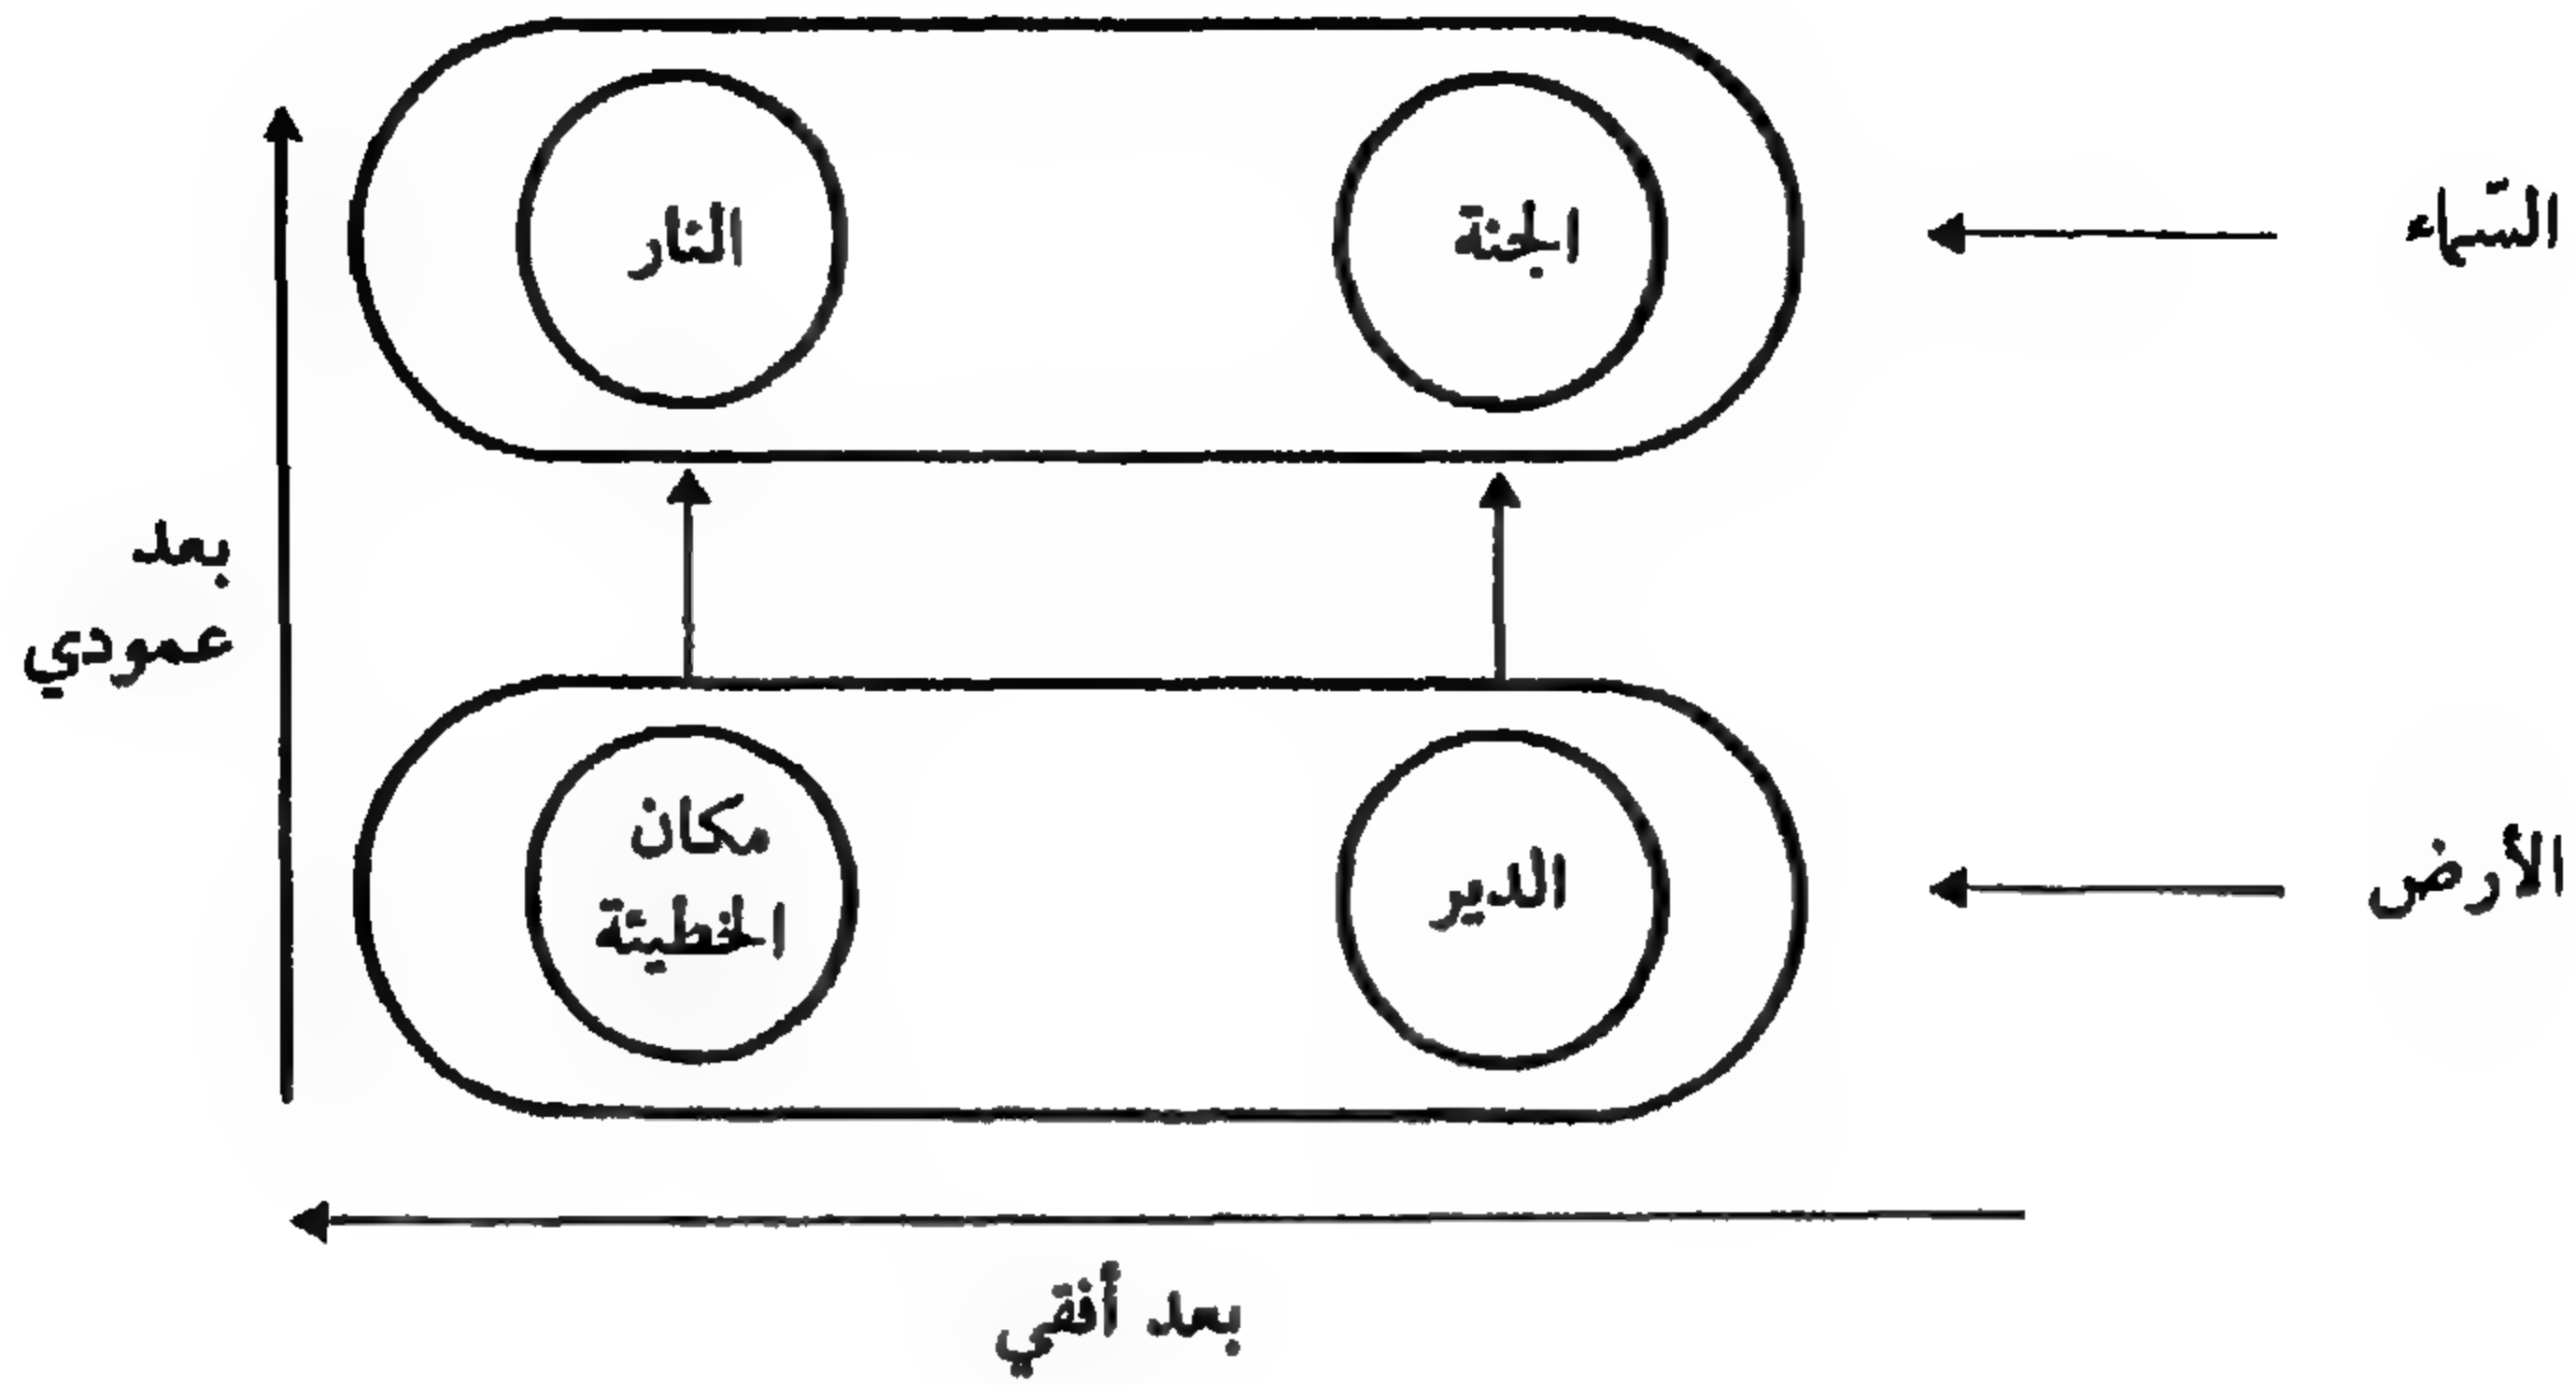 السّماء
الجنة
النار
بعد
عمودي
الأرض
الدير
مكان
الخطيئة
بعد أفقي